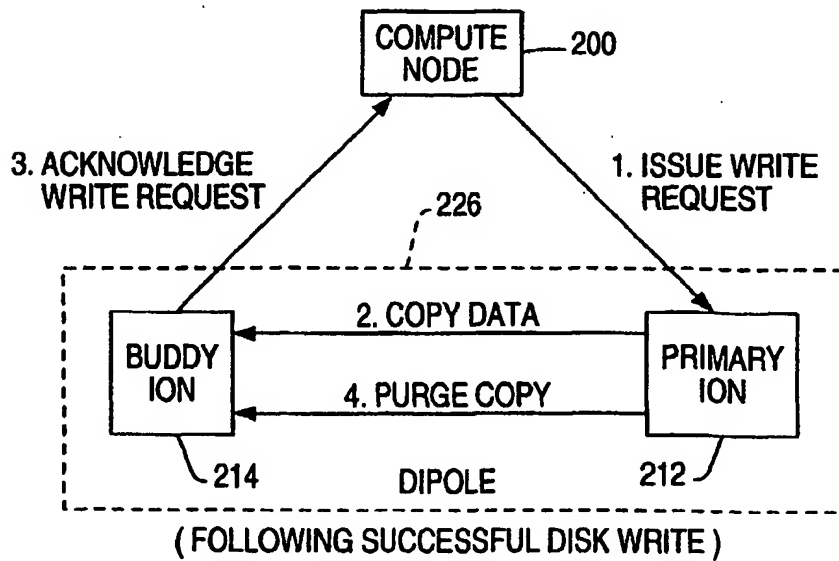 COMPUTE
NODE
200
3. ACKNOWLEDGE
WRITE REQUEST
1. ISSUE WRITE
REQUEST
226
2. COPY DATA
BUDDY
ION
PRIMARY
ION
4. PURGE COPY
214
DIPOLE
212
( FOLLOWING SUCCESSFUL DISK WRITE )